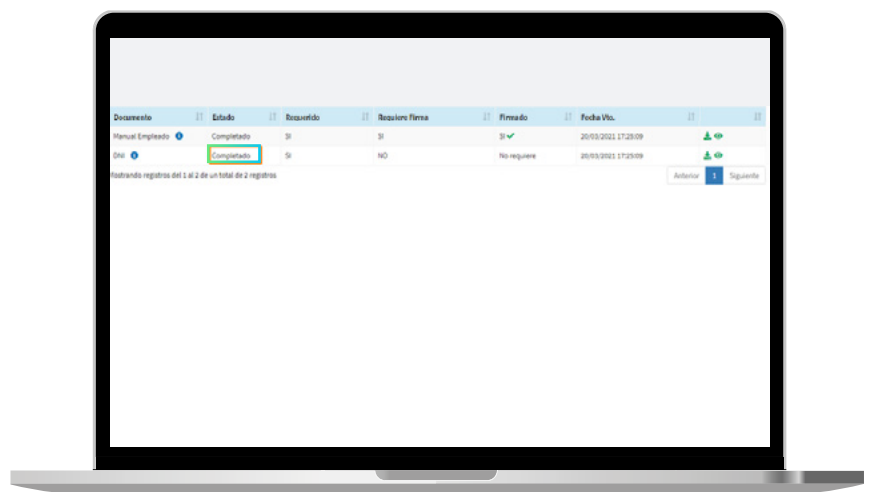 Documento Estado Requerido Requiere Firma Firmado Fecha Vto.
Manual Empleado Completado SI SI SI 20/03/2021 17:25:09
DNI Completado SI NO No requiere 20/03/2021 17:25:09
Mostrando registros del 1 al 2 de un total de 2 registros
Anterior 1 Siguiente